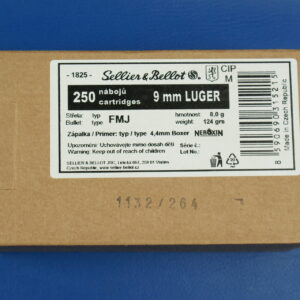 - 1825 -
Sellier & Bellot
CIP
M
250 nábojů
cartridges
9 mm LUGER
Střela: typ
Bullet: type
FMJ
hmotnost 8,0 g
weight 124 grs
Zápalka / Primer: typ / type 4,4mm Boxer NEROXIN
Upozornění: Uchovávejte mimo dosah dětí
Warning: Keep out of reach of children
Série č.:
Lot No.:
SELLIER & BELLOT JSC, Lidická 667, 258 01 Vlašim
Czech Republic, www.sellier-bellot.cz
8590690315215
Made in Czech Republic
1132/264